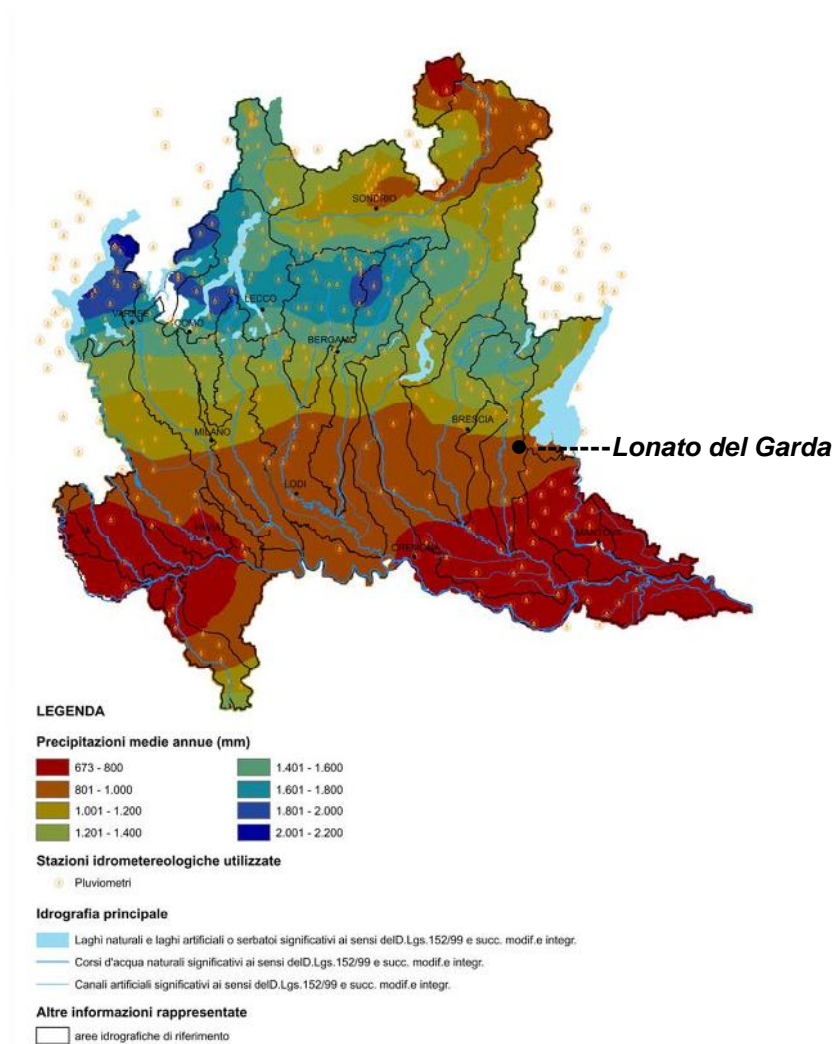 SONDRIO
LECCO
VARESE
COMO
BERGAMO
BRESCIA
MILANO
Lonato del Garda
LODI
PAVIA
CREMONA
MANTOVA
LEGENDA
Precipitazioni medie annue (mm)
673 - 800
801 - 1.000
1.001 - 1.200
1.201 - 1.400
1.401 - 1.600
1.601 - 1.800
1.801 - 2.000
2.001 - 2.200
Stazioni idrometereologiche utilizzate
Pluviometri
Idrografia principale
Laghi naturali e laghi artificiali o serbatoi significativi ai sensi delD.Lgs.152/99 e succ. modif.e integr.
Corsi d'acqua naturali significativi ai sensi delD.Lgs.152/99 e succ. modif.e integr.
Canali artificiali significativi ai sensi delD.Lgs.152/99 e succ. modif.e integr.
Altre informazioni rappresentate
aree idrografiche di riferimento